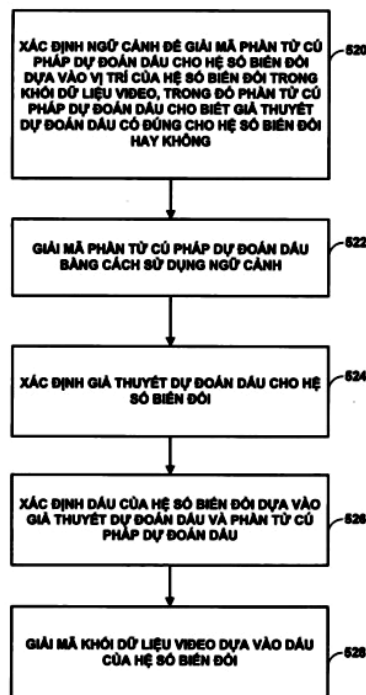 XÁC ĐỊNH NGỮ CẢNH ĐỂ GIẢI MÃ PHẦN TỬ CÚ
PHÁP DỰ ĐOÁN DẤU CHO HỆ SỐ BIẾN ĐỔI
DỰA VÀO VỊ TRÍ CỦA HỆ SỐ BIẾN ĐỔI TRONG
KHỐI DỮ LIỆU VIDEO, TRONG ĐÓ PHẦN TỬ CÚ
PHÁP DỰ ĐOÁN DẤU CHO BIẾT GIẢ THUYẾT
DỰ ĐOÁN DẤU CÓ ĐÚNG CHO HỆ SỐ BIẾN ĐỔI
HAY KHÔNG
520
GIẢI MÃ PHẦN TỬ CÚ PHÁP DỰ ĐOÁN DẤU
BẰNG CÁCH SỬ DỤNG NGỮ CẢNH
522
XÁC ĐỊNH GIẢ THUYẾT DỰ ĐOÁN DẤU CHO HỆ
SỐ BIẾN ĐỔI
524
XÁC ĐỊNH DẤU CỦA HỆ SỐ BIẾN ĐỔI DỰA VÀO
GIẢ THUYẾT DỰ ĐOÁN DẤU VÀ PHẦN TỬ CÚ
PHÁP DỰ ĐOÁN DẤU
526
GIẢI MÃ KHỐI DỮ LIỆU VIDEO DỰA VÀO DẤU
CỦA HỆ SỐ BIẾN ĐỔI
528